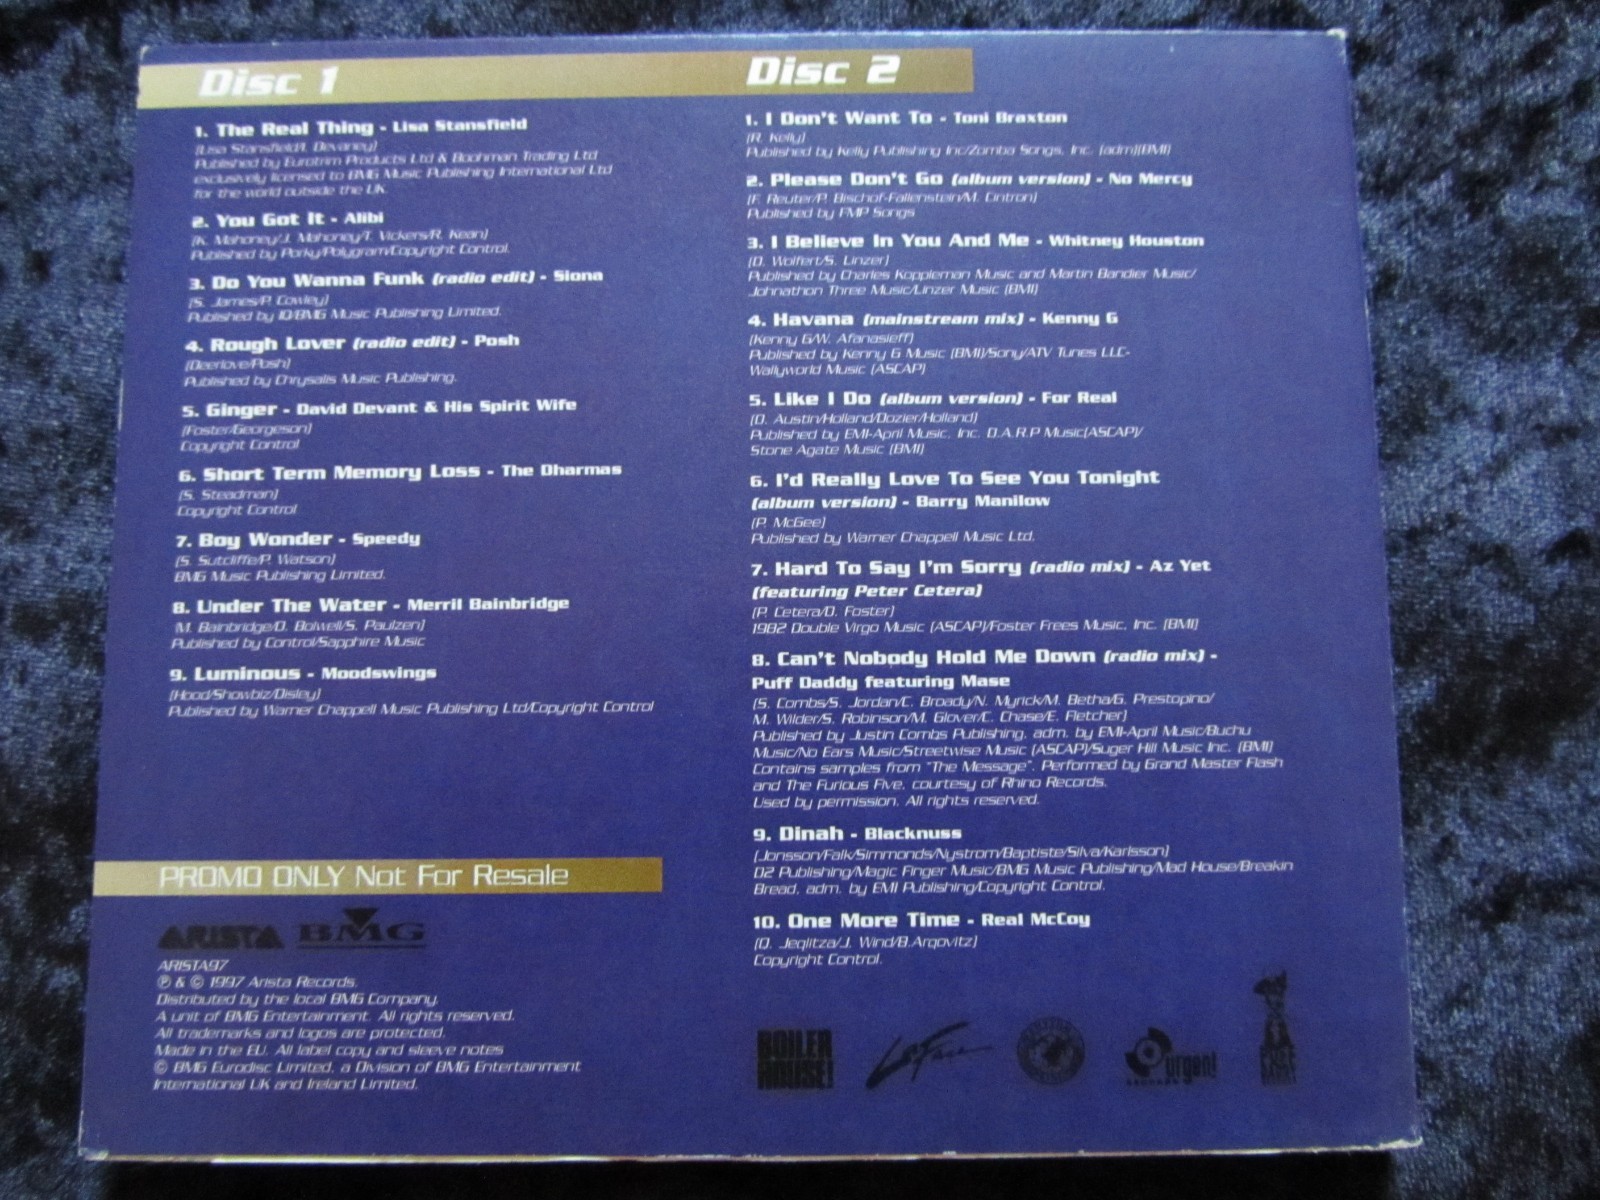 Disc 1
1. The Real Thing - Lisa Stansfield
(Lisa Stansfield/I. Devaney)
Published by Eurotrim Products Ltd & Boohman Trading Ltd
exclusively licensed to BMG Music Publishing International Ltd
for the world outside the UK.
2. You Got It - Alibi
(K. Mahoney/J. Mahoney/T. Vickers/R. Kean)
Published by Porky/Polygram/Copyright Control.
3. Do You Wanna Funk (radio edit) - Siona
(S. James/P. Cowley)
Published by IQ/BMG Music Publishing Limited.
4. Rough Lover (radio edit) - Posh
(Deerlove/Posh)
Published by Chrysalis Music Publishing.
5. Ginger - David Devant & His Spirit Wife
(Foster/Georgeson)
Copyright Control
6. Short Term Memory Loss - The Dharmas
(S. Steadman)
Copyright Control
7. Boy Wonder - Speedy
(S. Sutcliffe/P. Watson)
BMG Music Publishing Limited.
8. Under The Water - Merril Bainbridge
(M. Bainbridge/O. Bolwell/S. Paulzen)
Published by Control/Sapphire Music
9. Luminous - Moodswings
(Hood/Showbiz/Disley)
Published by Warner Chappell Music Publishing Ltd/Copyright Control
PROMO ONLY Not For Resale
ARISTA BMG
ARISTA97
℗ & © 1997 Arista Records.
Distributed by the local BMG Company.
A unit of BMG Entertainment. All rights reserved.
All trademarks and logos are protected.
Made in the EU. All label copy and sleeve notes
© BMG Eurodisc Limited, a Division of BMG Entertainment
International UK and Ireland Limited.
Disc 2
1. I Don't Want To - Toni Braxton
(R. Kelly)
Published by Kelly Publishing Inc/Zomba Songs, Inc. (adm)(BMI)
2. Please Don't Go (album version) - No Mercy
(F. Reuter/P. Bischof-Fallenstein/M. Cintron)
Published by FMP Songs
3. I Believe In You And Me - Whitney Houston
(D. Wolfert/S. Linzer)
Published by Charles Koppleman Music and Martin Bandier Music/
Johnathon Three Music/Linzer Music (BMI)
4. Havana (mainstream mix) - Kenny G
(Kenny G/W. Afanasieff)
Published by Kenny G Music (BMI)/Sony/ATV Tunes LLC-
Wallyworld Music (ASCAP)
5. Like I Do (album version) - For Real
(D. Austin/Holland/Dozier/Holland)
Published by EMI-April Music, Inc. D.A.R.P Music(ASCAP)/
Stone Agate Music (BMI)
6. I'd Really Love To See You Tonight
(album version) - Barry Manilow
(P. McGee)
Published by Warner Chappell Music Ltd.
7. Hard To Say I'm Sorry (radio mix) - Az Yet
(featuring Peter Cetera)
(P. Cetera/D. Foster)
1982 Double Virgo Music (ASCAP)/Foster Frees Music, Inc. (BMI)
8. Can't Nobody Hold Me Down (radio mix) -
Puff Daddy featuring Mase
(S. Combs/S. Jordan/C. Broady/N. Myrick/M. Betha/G. Prestopino/
M. Wilder/S. Robinson/M. Glover/C. Chase/E. Fletcher)
Published by Justin Combs Publishing, adm. by EMI-April Music/Buchu
Music/No Ears Music/Streetwise Music (ASCAP)/Suger Hill Music Inc. (BMI)
Contains samples from "The Message". Performed by Grand Master Flash
and The Furious Five, courtesy of Rhino Records.
Used by permission. All rights reserved.
9. Dinah - Blacknuss
(Jonsson/Falk/Simmonds/Nystrom/Baptiste/Silva/Karlsson)
D2 Publishing/Magic Finger Music/BMG Music Publishing/Mad House/Breakin
Bread, adm. by EMI Publishing/Copyright Control.
10. One More Time - Real McCoy
(O. Jeglitza/J. Wind/B.Argovitz)
Copyright Control.
BOILER
HOUSE!
LaFace
urgent